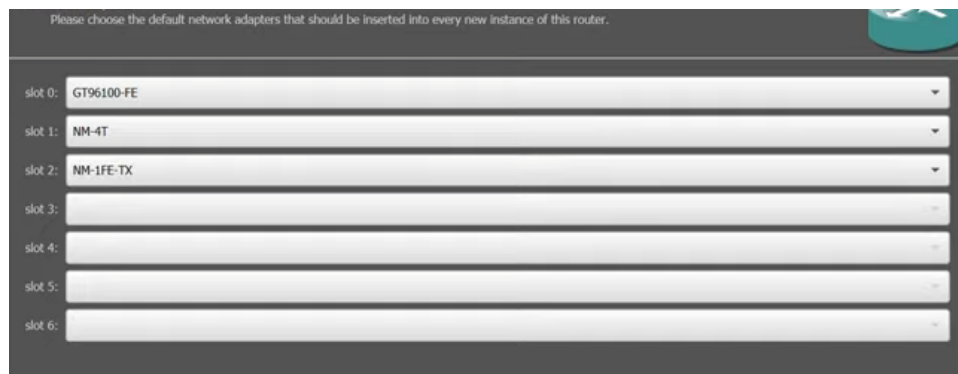 Please choose the default network adapters that should be inserted into every new instance of this router.
slot 0: GT96100-FE
slot 1: NM-4T
slot 2: NM-1FE-TX
slot 3:
slot 4:
slot 5:
slot 6: